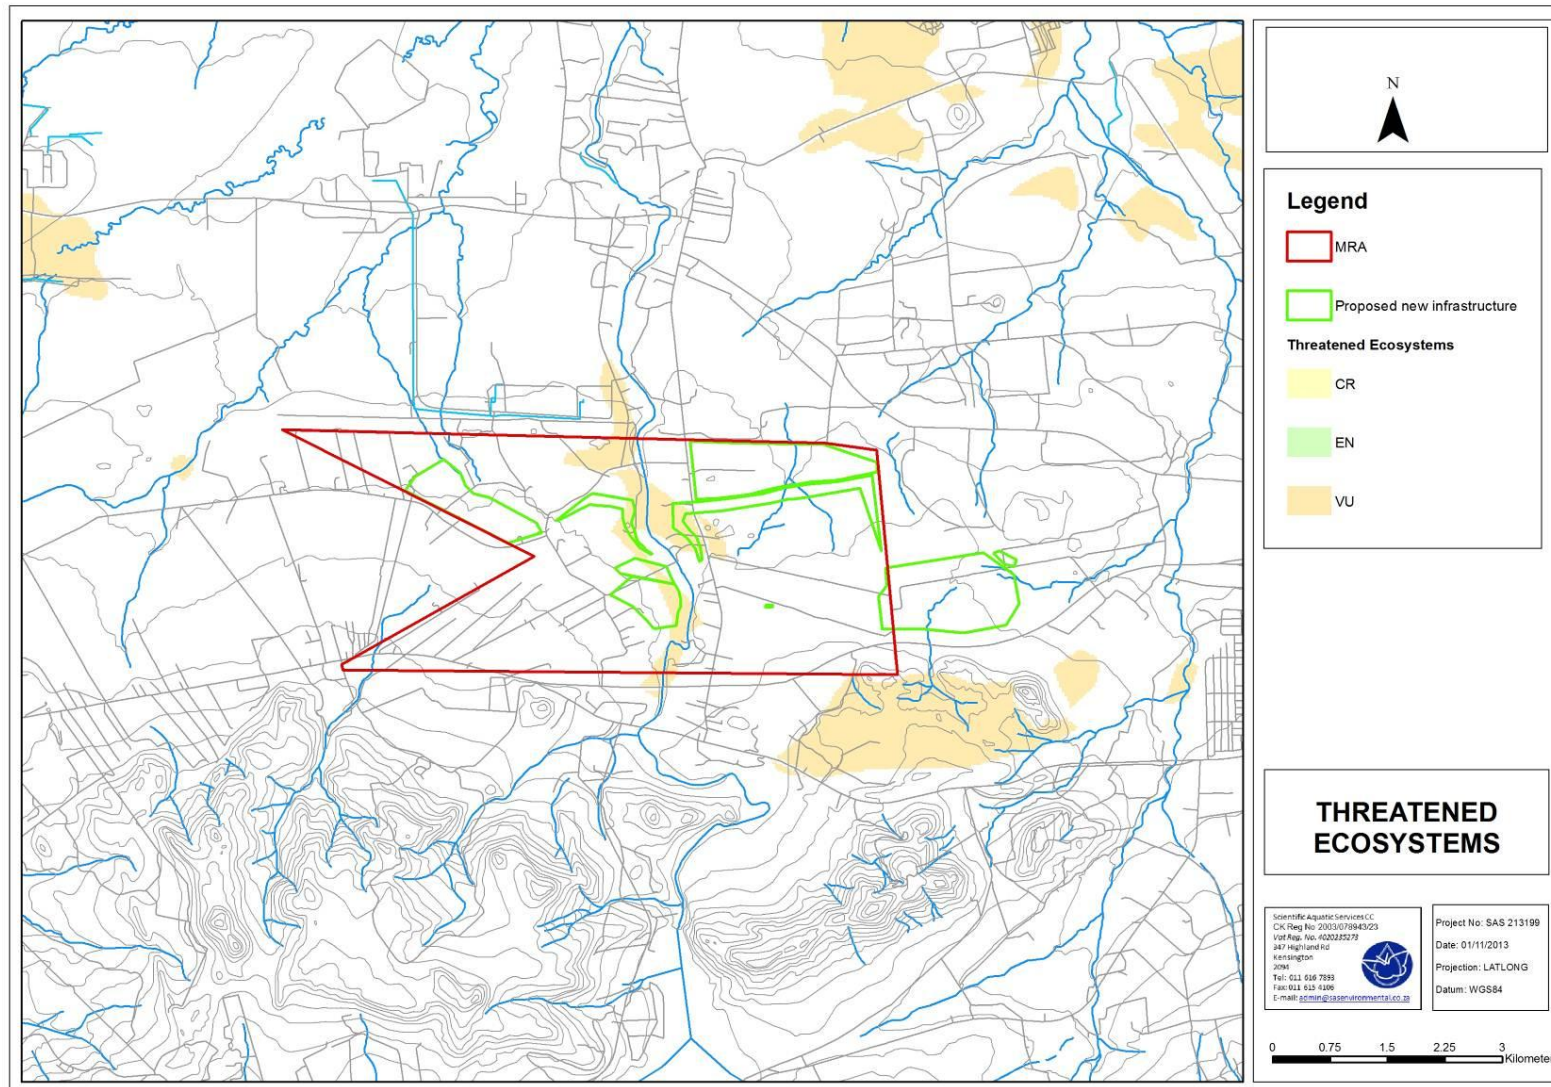 N
Legend
MRA
Proposed new infrastructure
Threatened Ecosystems
CR
EN
VU
THREATENED
ECOSYSTEMS
Scientific Aquatic Services CC
CK Reg No 2003/078943/23
Vat Reg. No. 4020235273
347 Highland Rd
Kensington
2094
Tel: 011 616 7893
Fax: 011 615 4106
E-mail: admin@sasenvironmental.co.za
Project No: SAS 213199
Date: 01/11/2013
Projection: LATLONG
Datum: WGS84
0 0.75 1.5 2.25 3
Kilomete